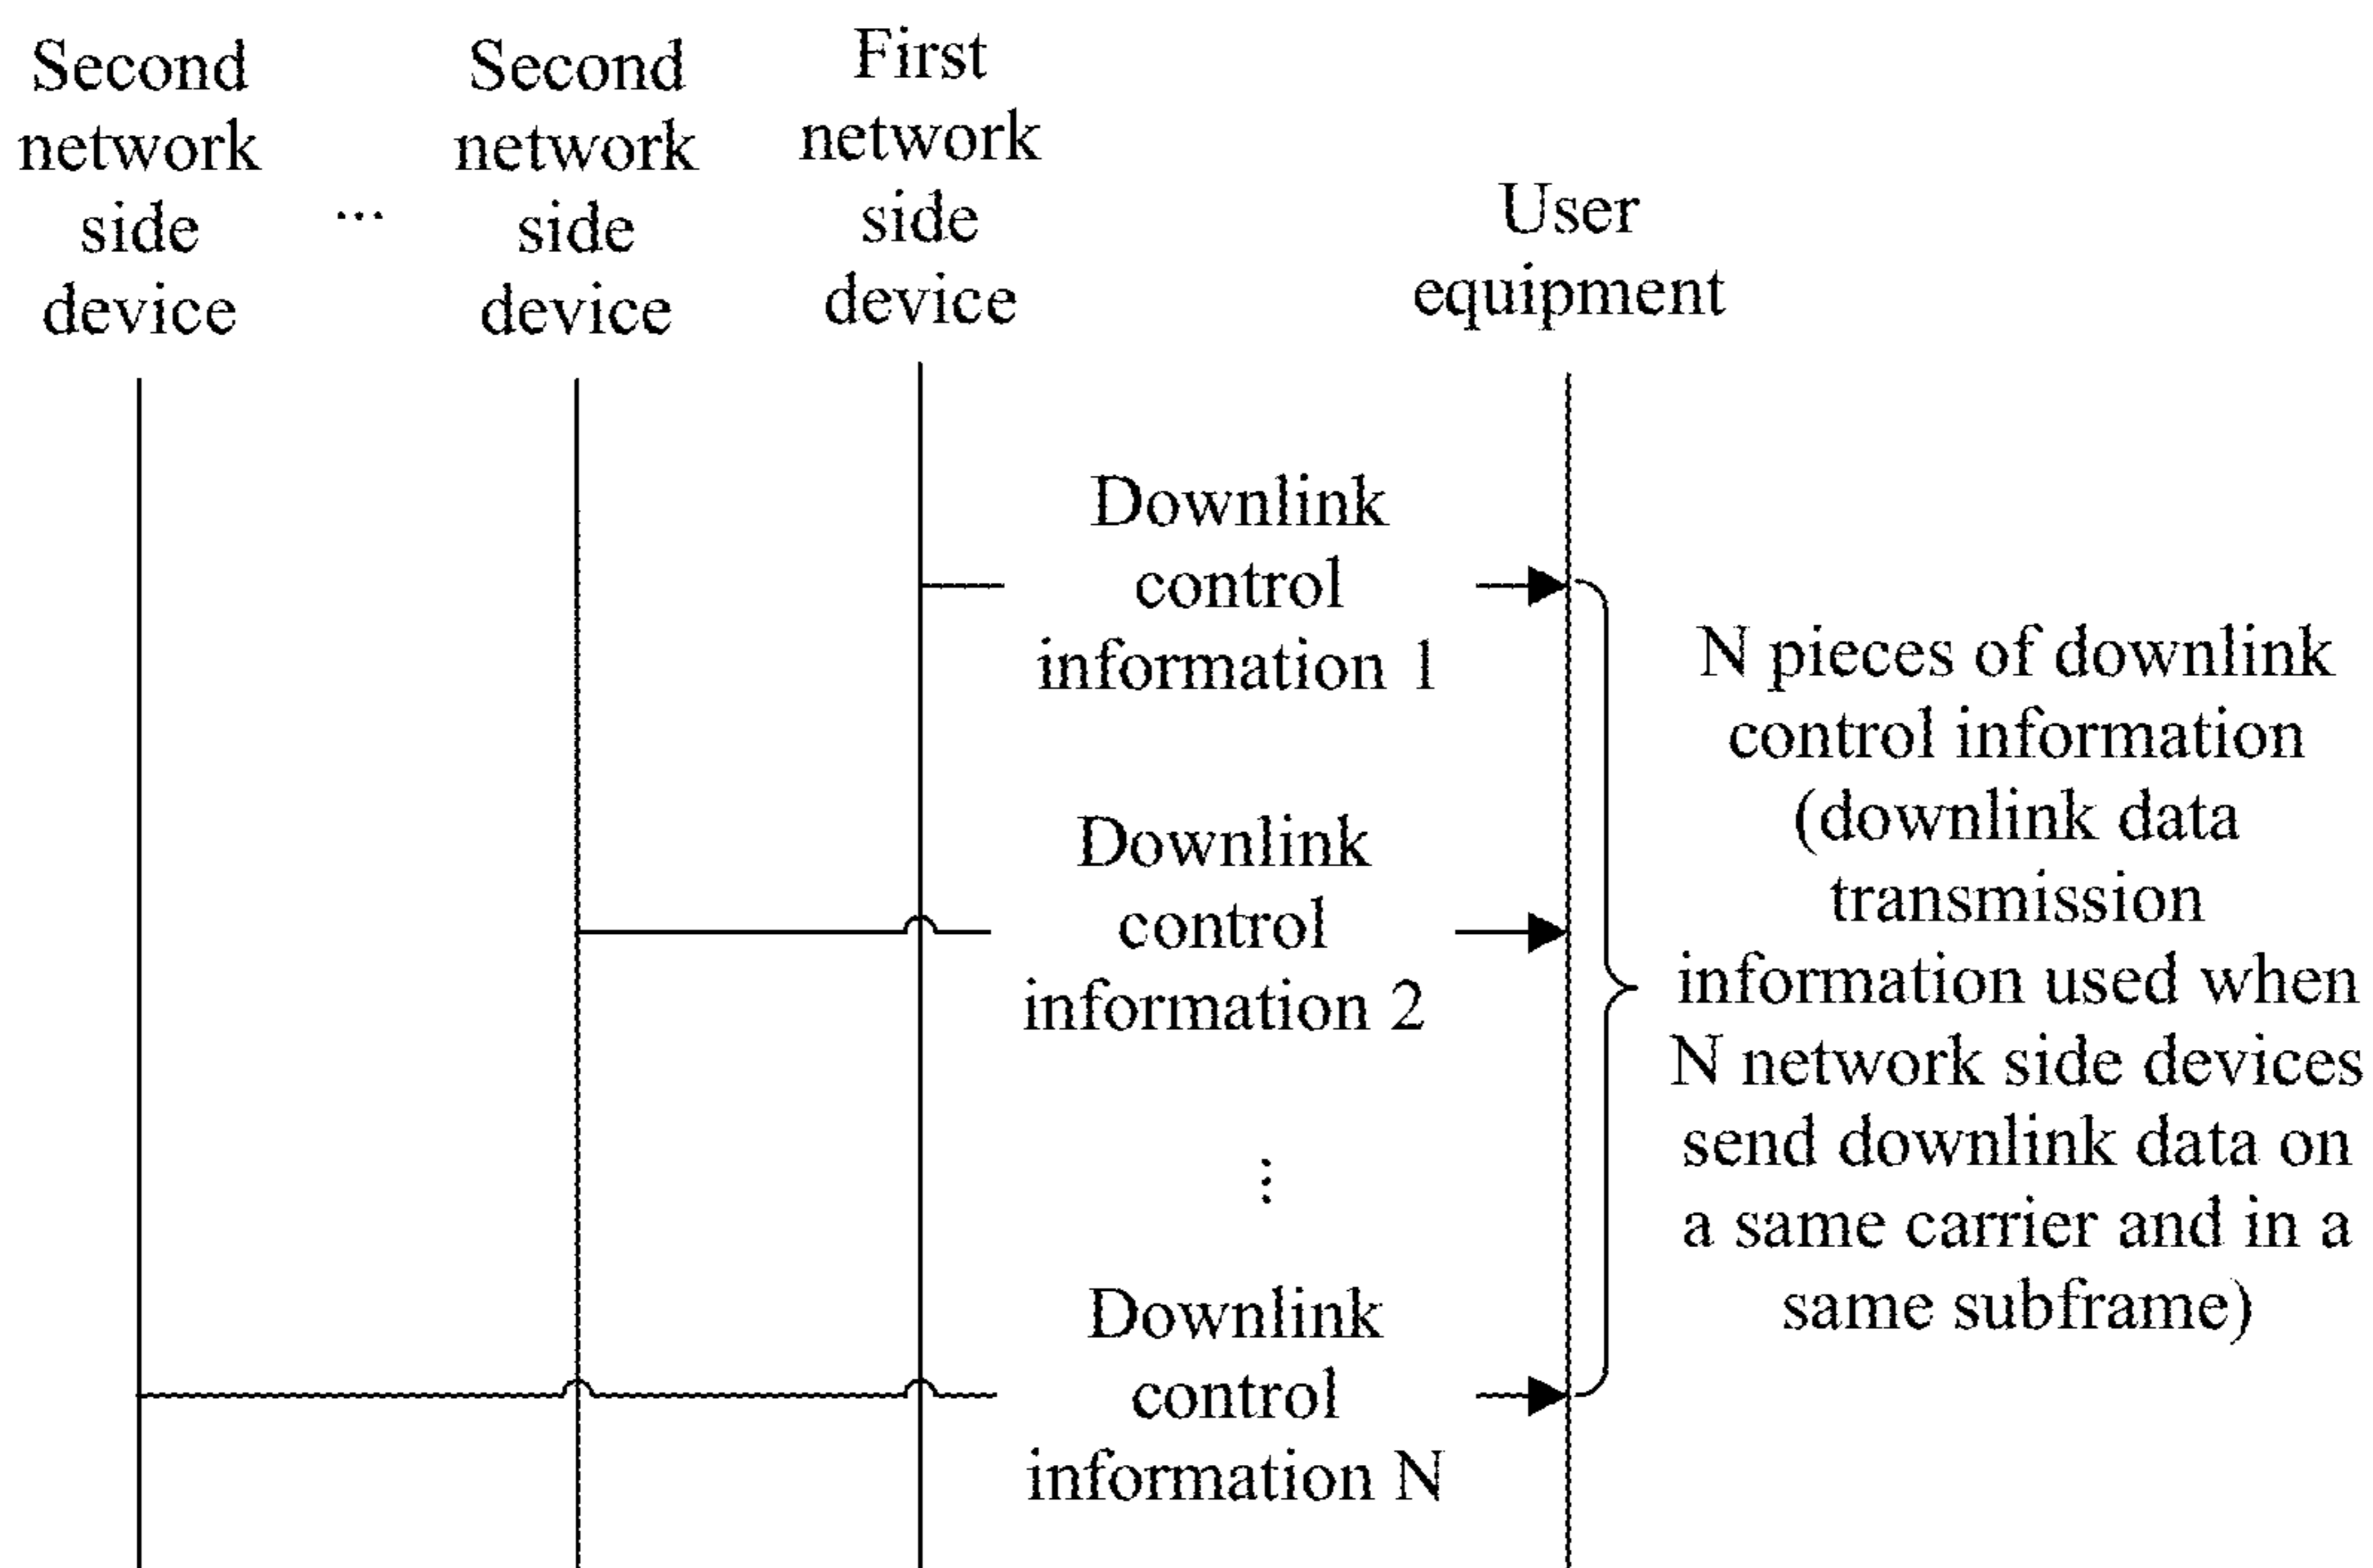 Second
network
side
device
...
Second
network
side
device
First
network
side
device
User
equipment
Downlink
control
information 1
Downlink
control
information 2
⋮
Downlink
control
information N
N pieces of downlink
control information
(downlink data
transmission
information used when
N network side devices
send downlink data on
a same carrier and in a
same subframe)